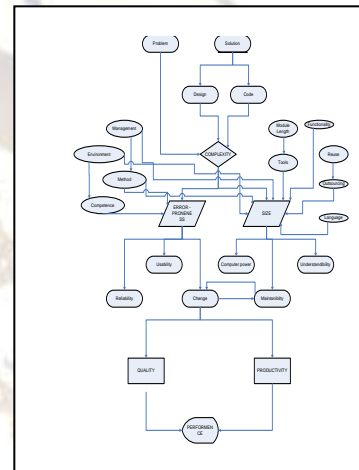 Problem
Solution
Design
Code
Management
Module
Length
Functionality
Environment
COMPLEXITY
Tools
Reuse
Method
Outsourcing
Competence
ERROR -
PRONENE
SS
SIZE
Language
Usability
Computer power
Understandibility
Reliability
Change
Maintanibility
QUALITY
PRODUCTIVITY
PERFORMEN
CE